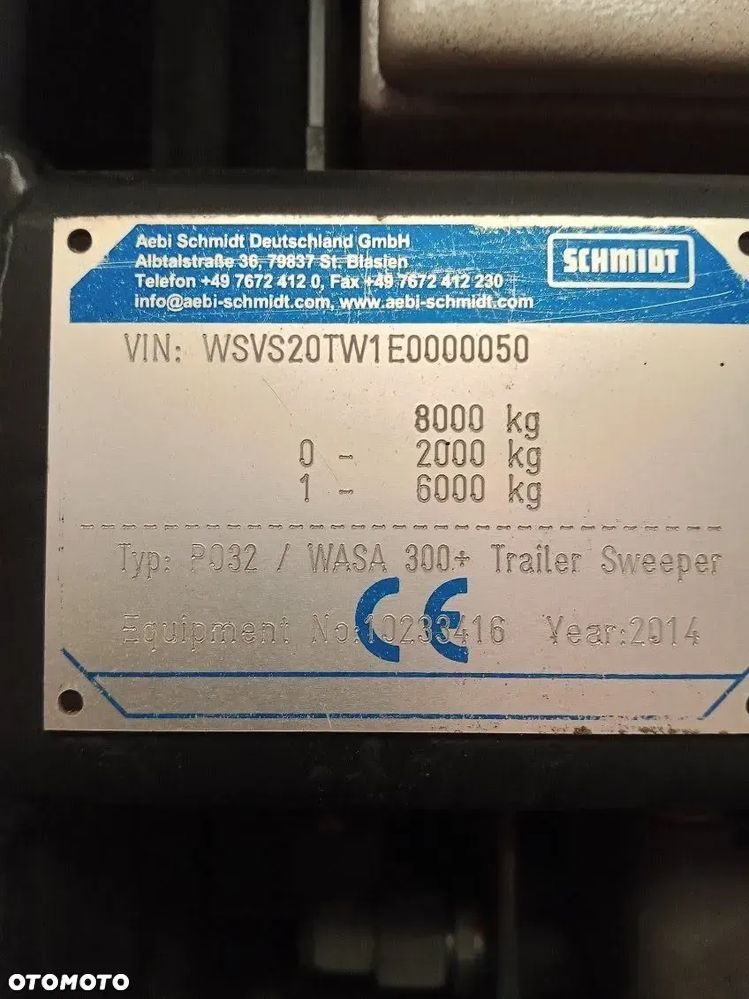 Aebi Schmidt Deutschland GmbH
Albtalstraße 36, 79837 St. Blasien
Telefon +49 7672 412 0, Fax +49 7672 412 230
info@aebi-schmidt.com, www.aebi-schmidt.com
SCHMIDT
VIN: WSVS20TW1E0000050
8000 kg
0 - 2000 kg
1 - 6000 kg
Typ: P032 / WASA 300+ Trailer Sweeper
CE
Equipment No:10233416 Year:2014
OTOMOTO